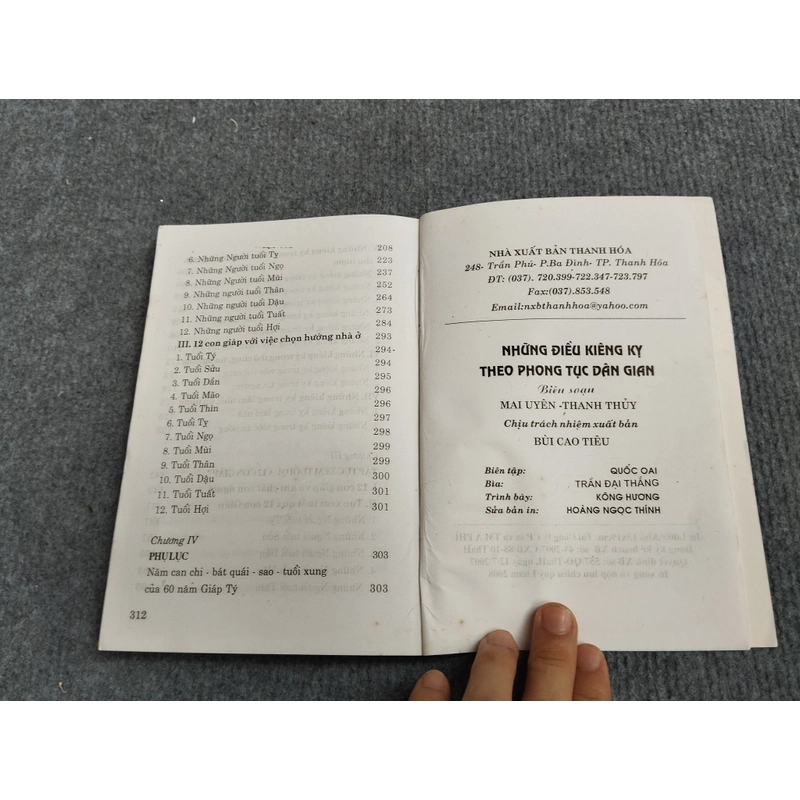 208
6. Những Người tuổi Tỵ 223
7. Những Người tuổi Ngọ 237
8. Những Người tuổi Mùi 252
9. Những người tuổi Thân 264
10. Những người tuổi Dậu 273
11. Những người tuổi Tuất 284
12. Những người tuổi Hợi 293
III. 12 con giáp với việc chọn hướng nhà ở 294
1. Tuổi Tý 294
2. Tuổi Sửu 295
3. Tuổi Dần 296
4. Tuổi Mão 296
5. Tuổi Thìn 297
6. Tuổi Tỵ 297
7. Tuổi Ngọ 298
8. Tuổi Mùi 299
9. Tuổi Thân 299
10. Tuổi Dậu 300
11. Tuổi Tuất 301
12. Tuổi Hợi 301
Chương IV
PHỤ LỤC 303
Năm can chi - bát quái - sao - tuổi xung
của 60 năm Giáp Tý 303
312
NHÀ XUẤT BẢN THANH HÓA
248- Trần Phú- P.Ba Đình- TP. Thanh Hóa
ĐT: (037). 720.399-722.347-723.797
Fax:(037).853.548
Email:nxbthanhhoa@yahoo.com
NHỮNG ĐIỀU KIÊNG KỴ
THEO PHONG TỤC DÂN GIAN
Biên soạn
MAI UYÊN -THANH THỦY
Chịu trách nhiệm xuất bản
BÙI CAO TIÊU
Biên tập: QUỐC OAI
Bìa: TRẦN ĐẠI THẮNG
Trình bày: KÔNG HƯƠNG
Sửa bản in: HOÀNG NGỌC THÍNH